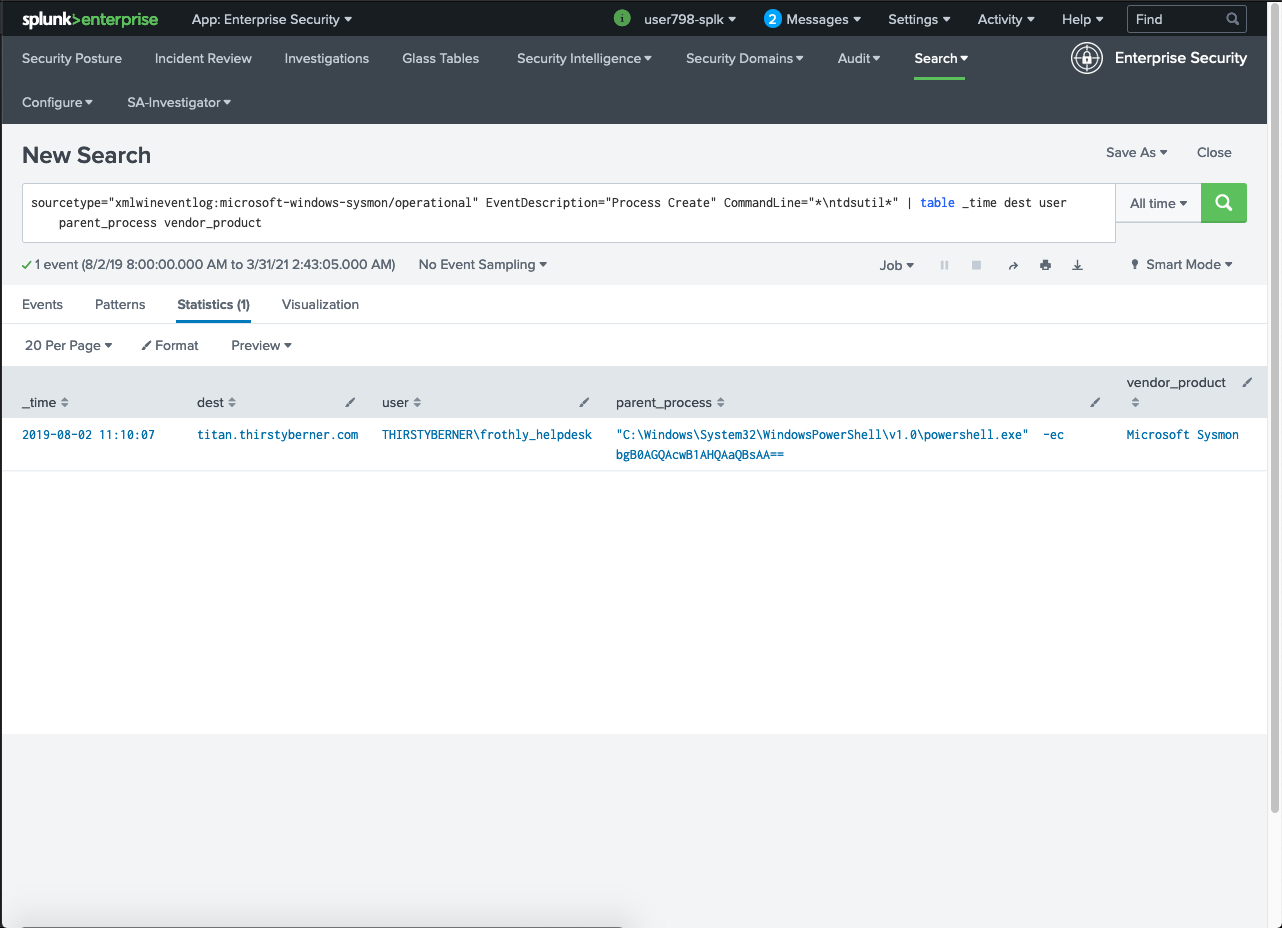 splunk>enterprise App: Enterprise Security i user798-splk 2 Messages Settings Activity Help Find
Security Posture Incident Review Investigations Glass Tables Security Intelligence Security Domains Audit Search Enterprise Security
Configure SA-Investigator
New Search Save As Close
sourcetype="xmlwineventlog:microsoft-windows-sysmon/operational" EventDescription="Process Create" CommandLine="*\ntdsutil*" | table _time dest user All time
parent_process vendor_product
1 event (8/2/19 8:00:00.000 AM to 3/31/21 2:43:05.000 AM) No Event Sampling Job Smart Mode
Events Patterns Statistics (1) Visualization
20 Per Page Format Preview
_time dest user parent_process vendor_product
2019-08-02 11:10:07 titan.thirstyberner.com THIRSTYBERNER\frothly_helpdesk "C:\Windows\System32\WindowsPowerShell\v1.0\powershell.exe" -ec Microsoft Sysmon
bgB0AGQAcwB1AHQAaQBsAA==